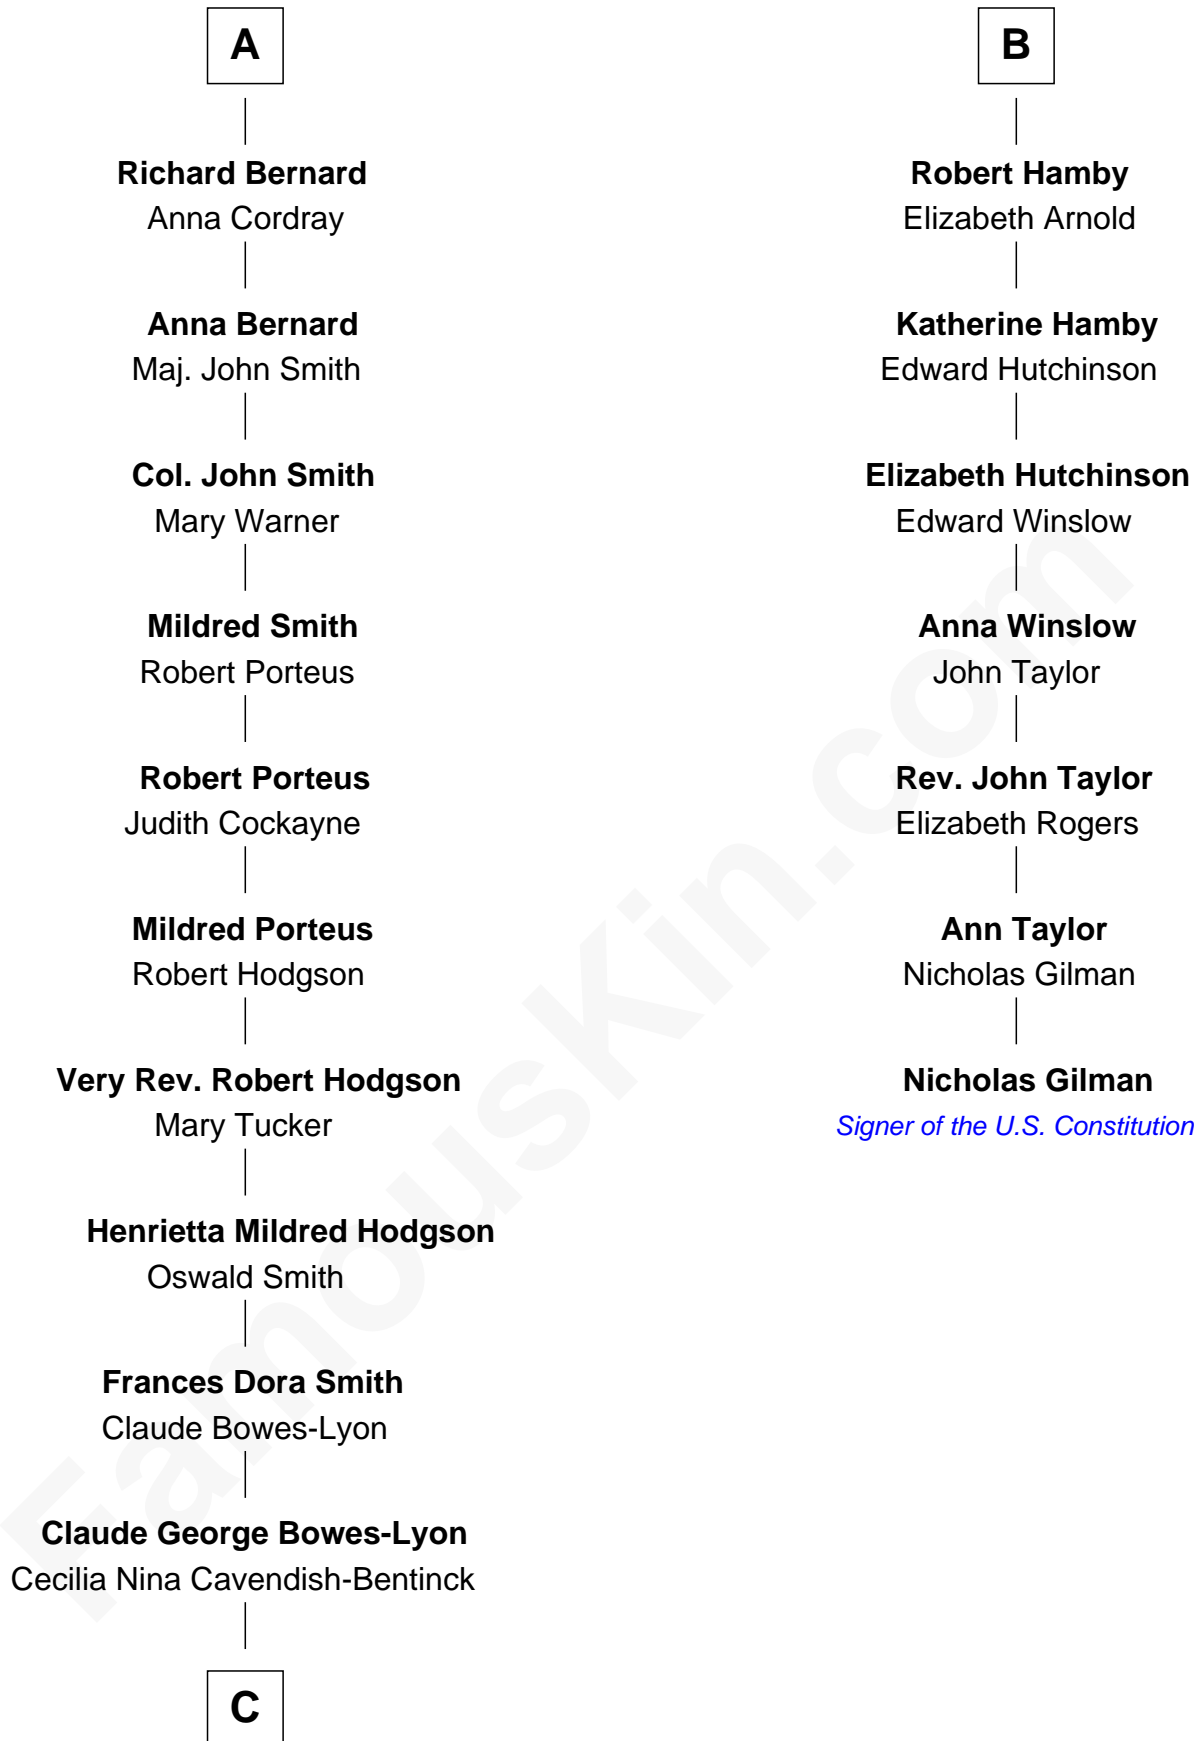 A
Richard Bernard
Anna Cordray
Anna Bernard
Maj. John Smith
Col. John Smith
Mary Warner
Mildred Smith
Robert Porteus
Robert Porteus
Judith Cockayne
Mildred Porteus
Robert Hodgson
Very Rev. Robert Hodgson
Mary Tucker
Henrietta Mildred Hodgson
Oswald Smith
Frances Dora Smith
Claude Bowes-Lyon
Claude George Bowes-Lyon
Cecilia Nina Cavendish-Bentinck
C
B
Robert Hamby
Elizabeth Arnold
Katherine Hamby
Edward Hutchinson
Elizabeth Hutchinson
Edward Winslow
Anna Winslow
John Taylor
Rev. John Taylor
Elizabeth Rogers
Ann Taylor
Nicholas Gilman
Nicholas Gilman
Signer of the U.S. Constitution
FamousKin.com